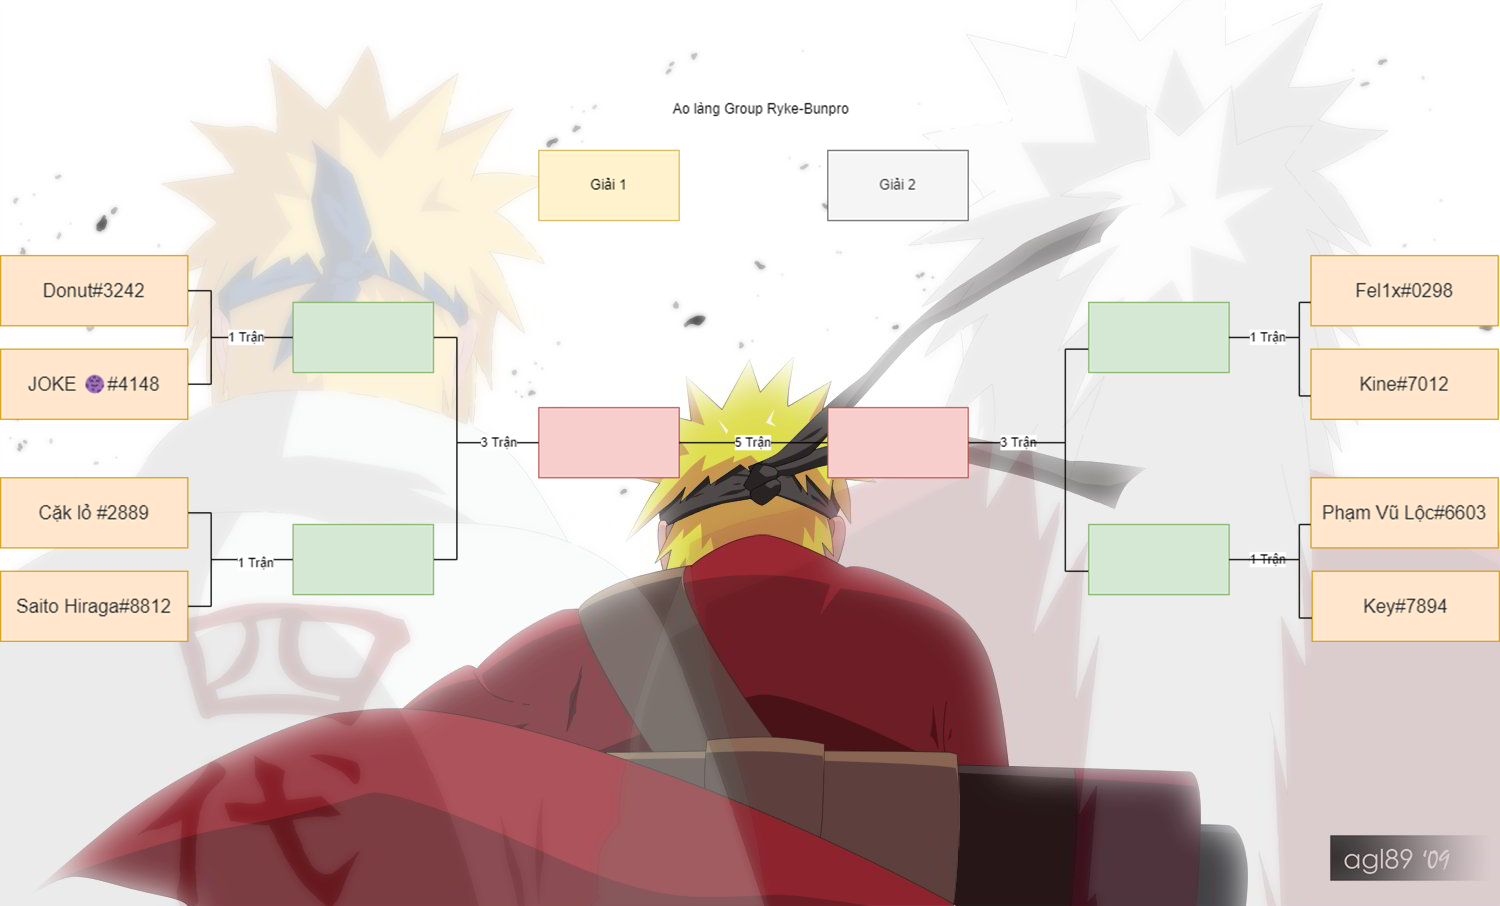 Ao làng Group Ryke-Bunpro
Giải 1
Giải 2
Donut#3242
JOKE #4148
1 Trận
Cặk lỏ #2889
Saito Hiraga#8812
1 Trận
3 Trận
5 Trận
3 Trận
Fel1x#0298
Kine#7012
1 Trận
Phạm Vũ Lộc#6603
Key#7894
1 Trận
四
代
agl89 '09